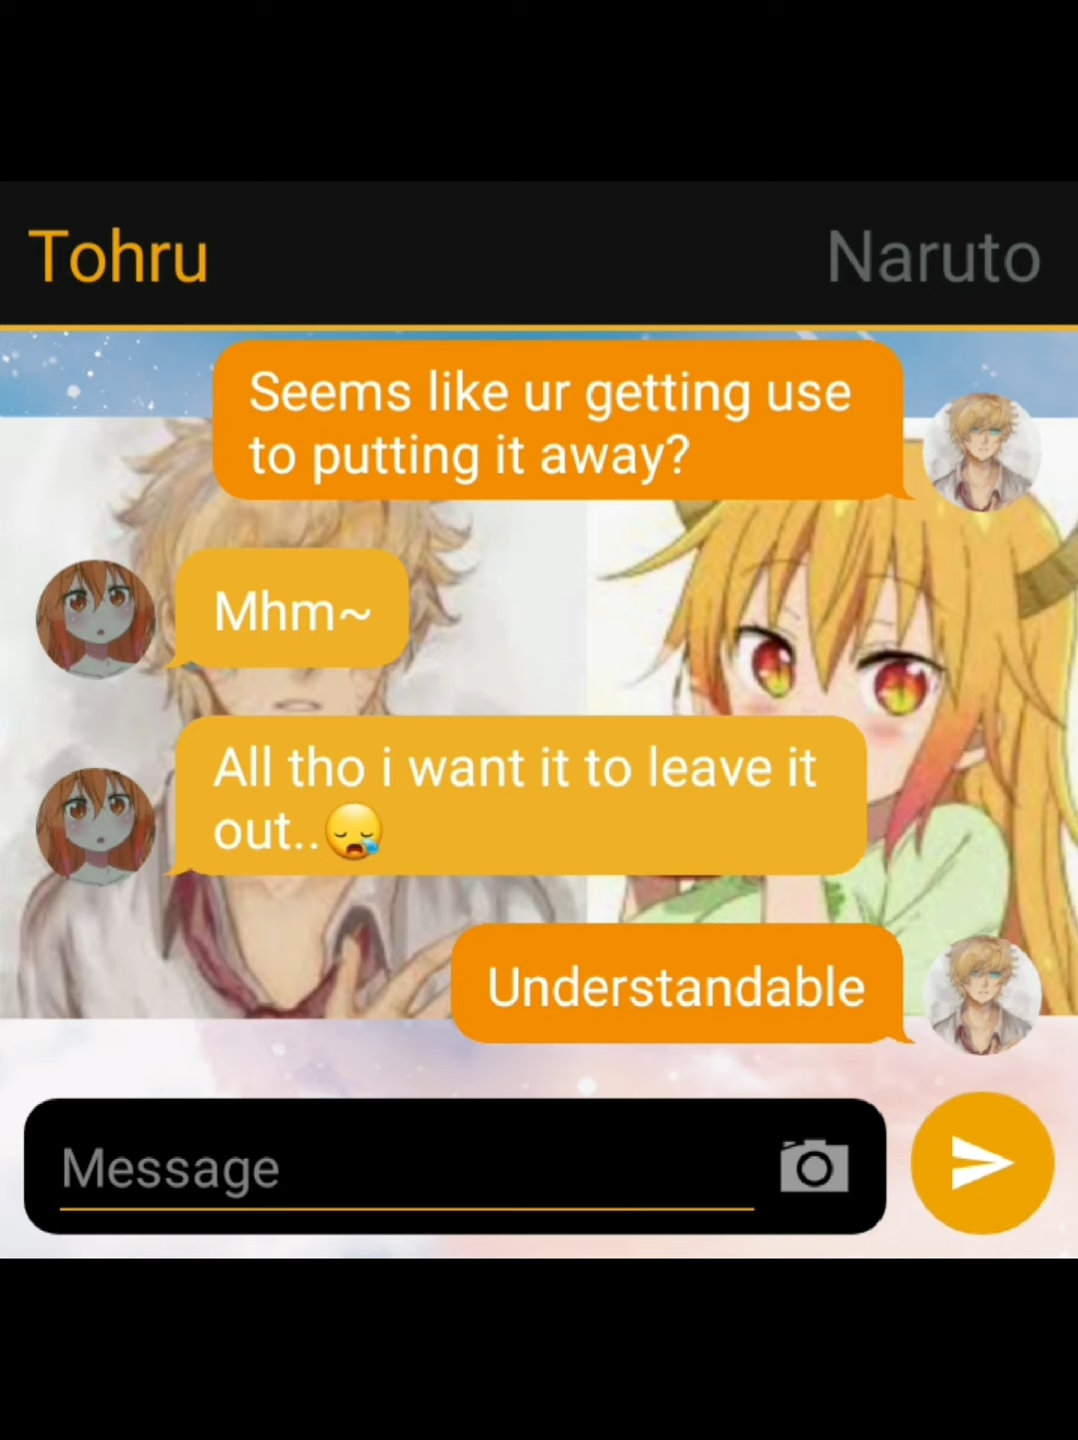 Tohru
Naruto
Seems like ur getting use
to putting it away?
Mhm~
All tho i want it to leave it
out..😪
Understandable
Message